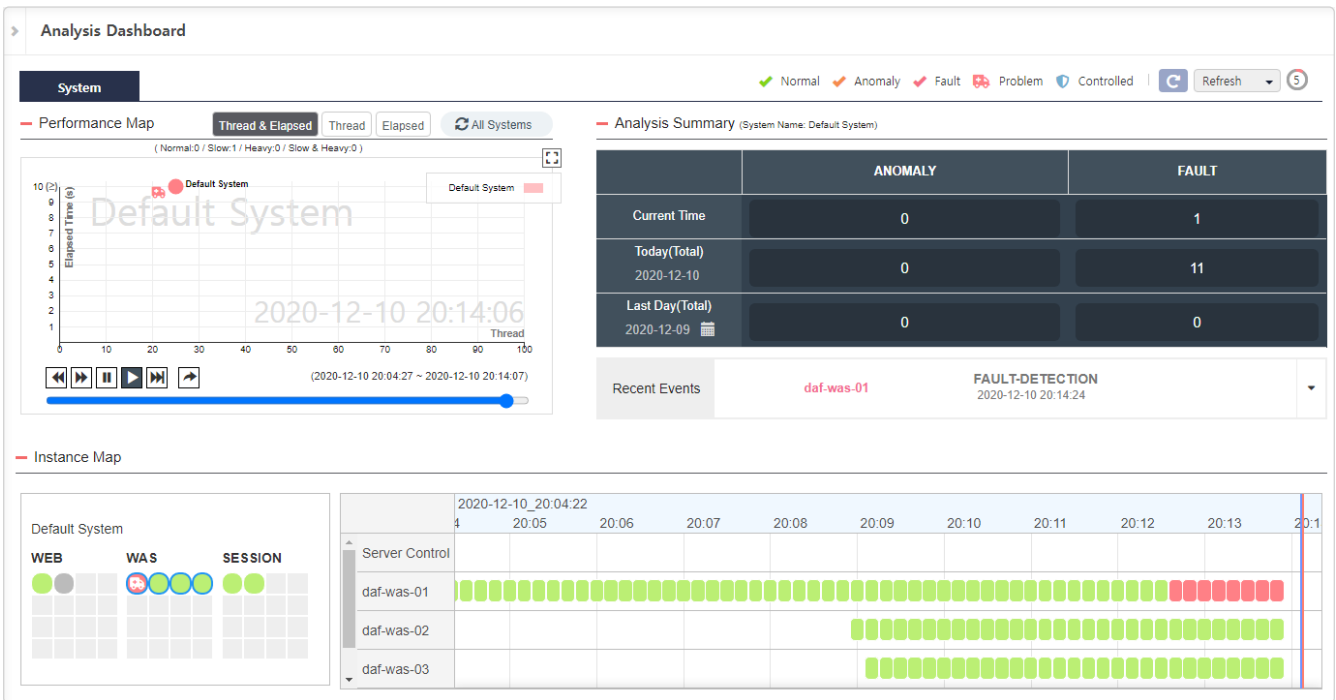 Analysis Dashboard
System
Normal Anomaly Fault Problem Controlled Refresh 5
Performance Map Thread & Elapsed Thread Elapsed All Systems
( Normal:0 / Slow:1 / Heavy:0 / Slow & Heavy:0 )
Default System
Default System
Default System
2020-12-10 20:14:06
Elapsed Time (s)
10 (≥)
9
8
7
6
5
4
3
2
1
Thread
0 10 20 30 40 50 60 70 80 90 100
(2020-12-10 20:04:27 ~ 2020-12-10 20:14:07)
Analysis Summary (System Name: Default System)
ANOMALY FAULT
Current Time 0 1
Today(Total)
2020-12-10 0 11
Last Day(Total)
2020-12-09 0 0
Recent Events daf-was-01 FAULT-DETECTION
2020-12-10 20:14:24
Instance Map
Default System
WEB WAS SESSION
2020-12-10_20:04:22
4 20:05 20:06 20:07 20:08 20:09 20:10 20:11 20:12 20:13 20:1
Server Control
daf-was-01
daf-was-02
daf-was-03